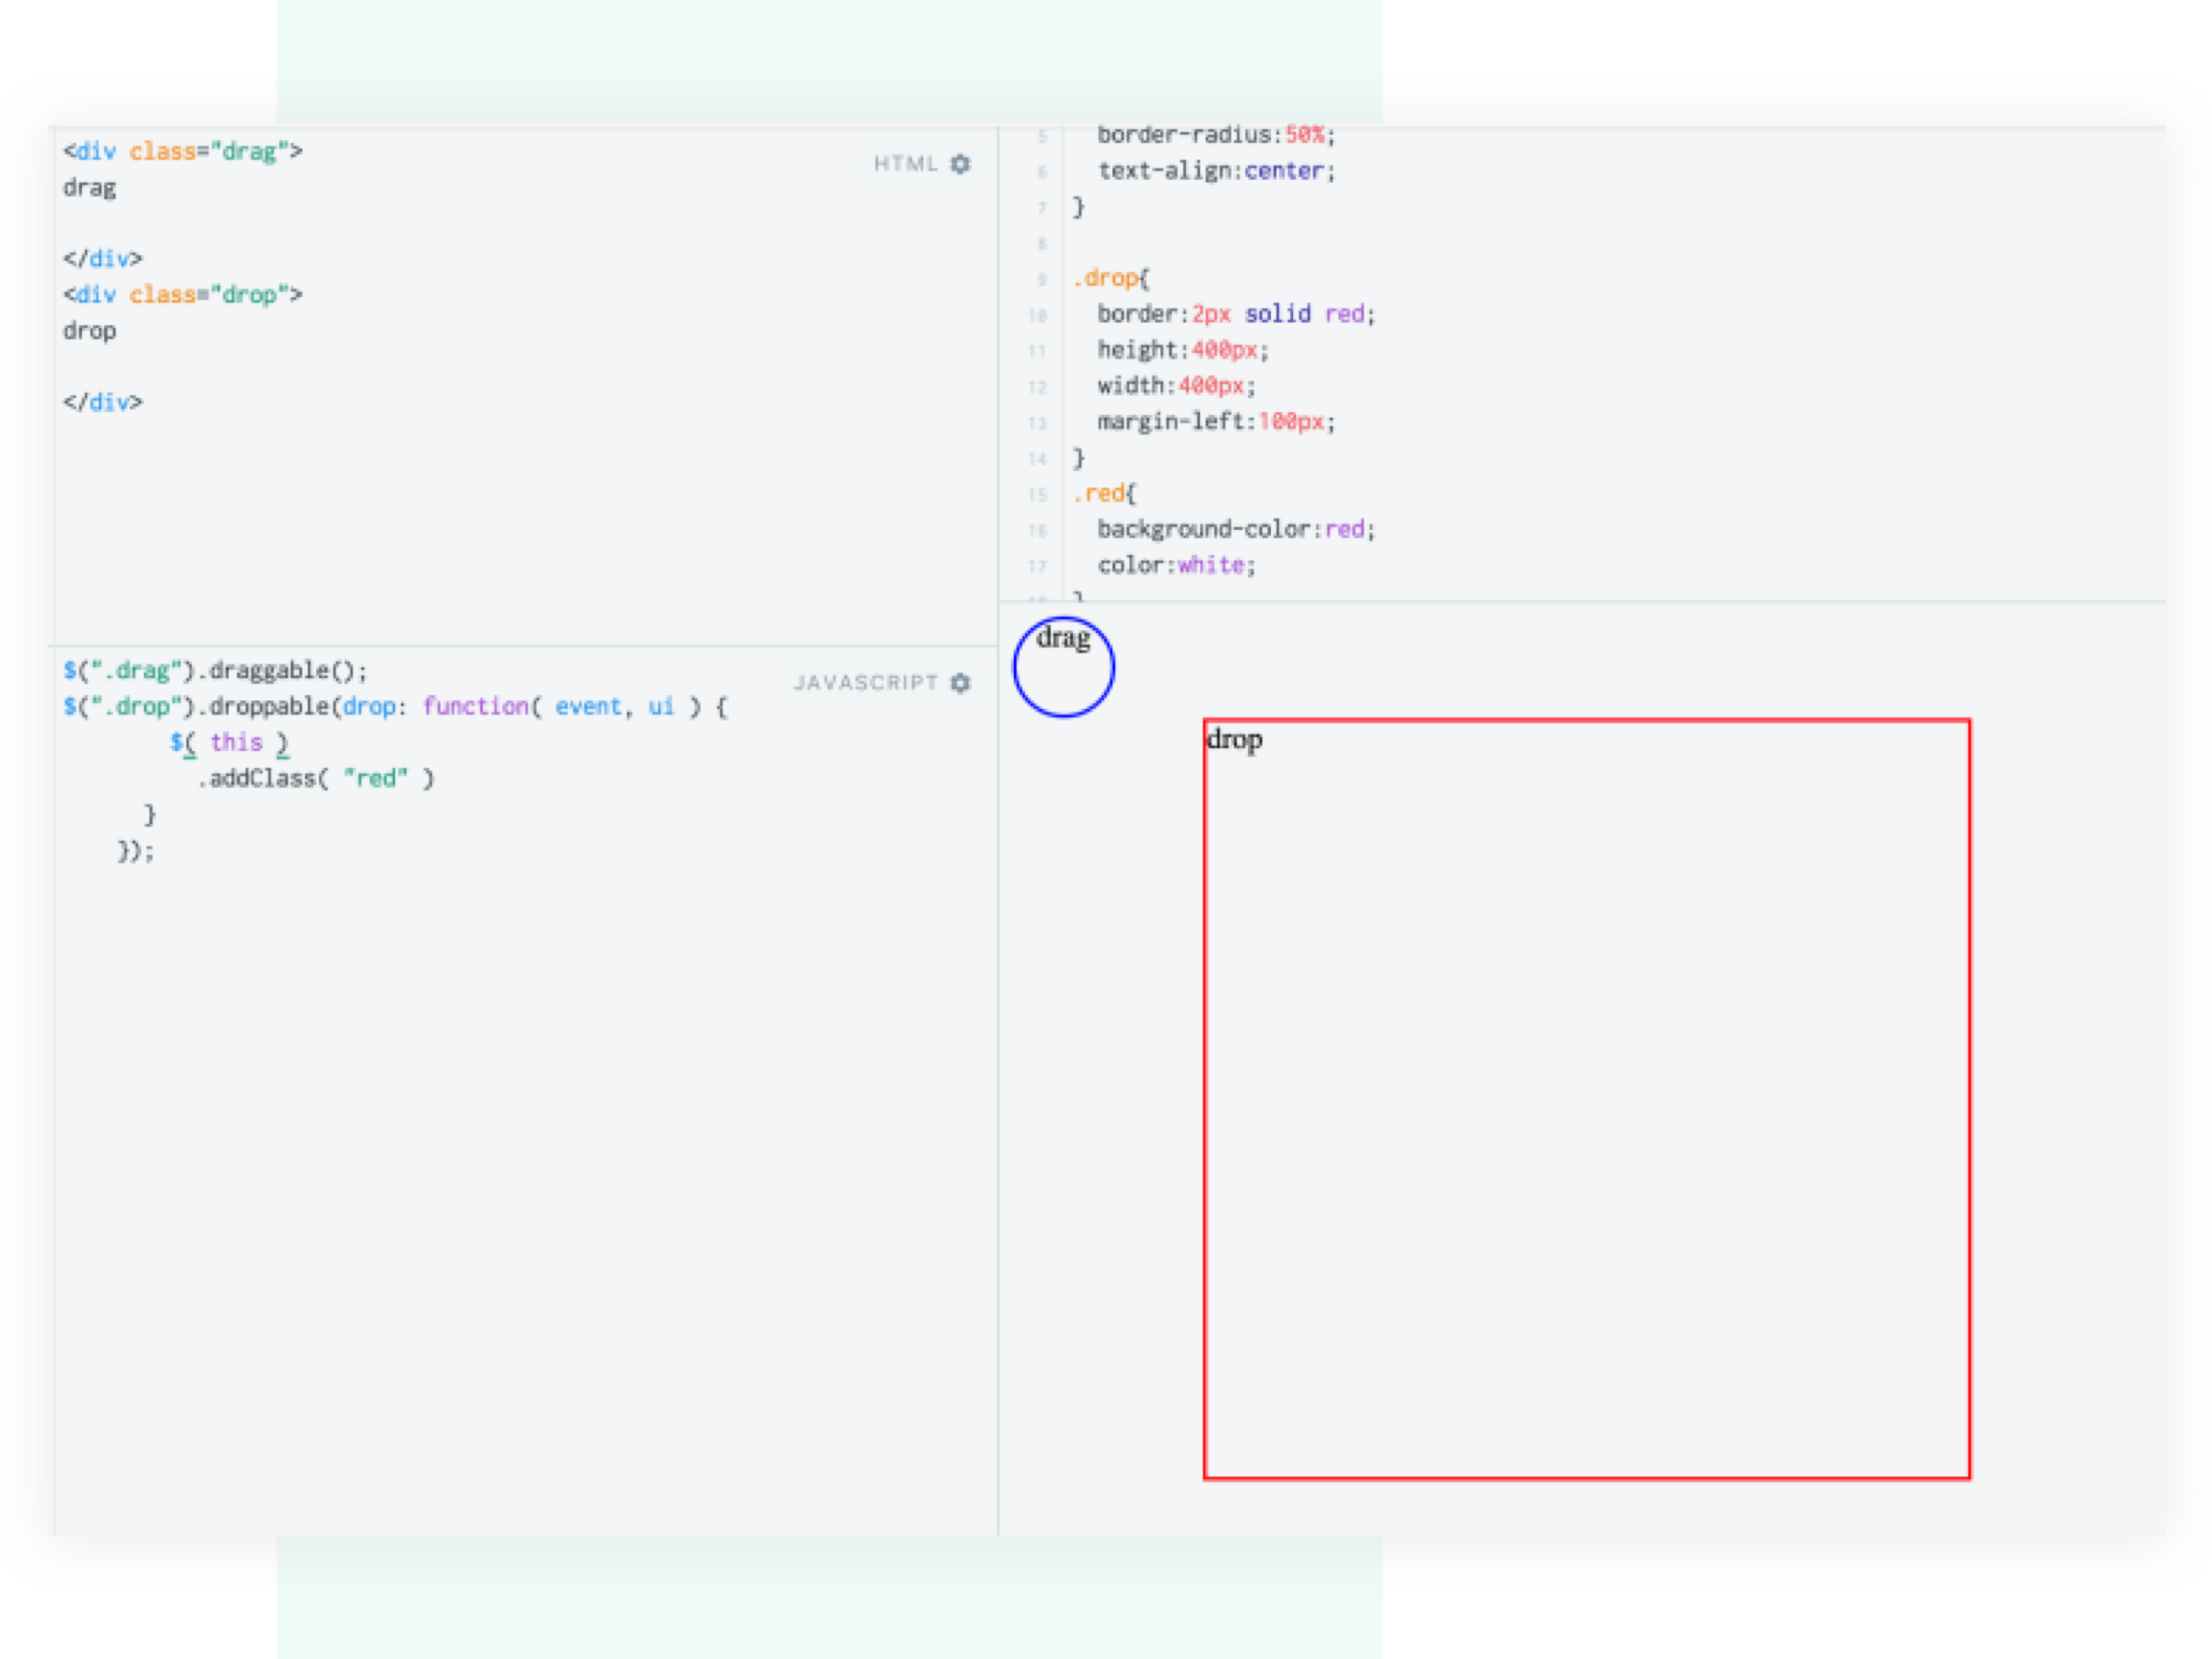 <div class="drag">
drag
</div>
<div class="drop">
drop
</div>
HTML
5 border-radius:50%;
6 text-align:center;
7 }
8
9 .drop{
10 border:2px solid red;
11 height:400px;
12 width:400px;
13 margin-left:100px;
14 }
15 .red{
16 background-color:red;
17 color:white;
$(".drag").draggable();
$(".drop").droppable(drop: function( event, ui ) {
$( this )
.addClass( "red" )
}
});
JAVASCRIPT
drag
drop